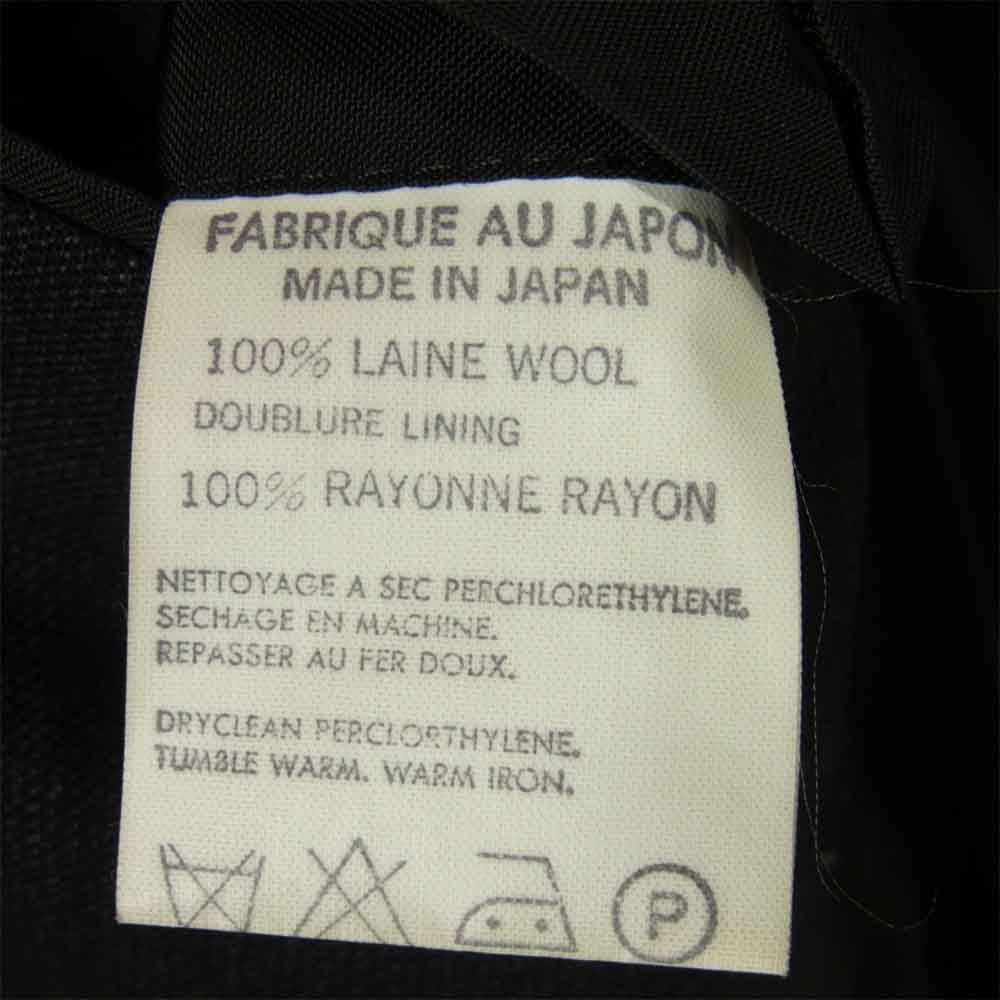 FABRIQUE AU JAPON
MADE IN JAPAN
100% LAINE WOOL
DOUBLURE LINING
100% RAYONNE RAYON
NETTOYAGE A SEC PERCHLORETHYLENE.
SECHAGE EN MACHINE.
REPASSER AU FER DOUX.
DRYCLEAN PERCLORTHYLENE.
TUMBLE WARM. WARM IRON.
P